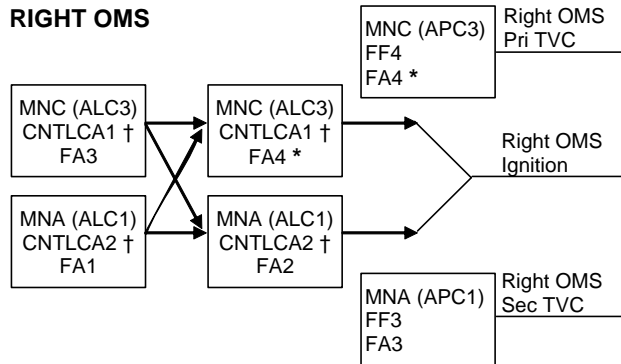 RIGHT OMS
MNC (APC3)
FF4
FA4 *
Right OMS
Pri TVC
MNC (ALC3)
CNTLCA1 †
FA3
MNC (ALC3)
CNTLCA1 †
FA4 *
Right OMS
Ignition
MNA (ALC1)
CNTLCA2 †
FA1
MNA (ALC1)
CNTLCA2 †
FA2
MNA (APC1)
FF3
FA3
Right OMS
Sec TVC